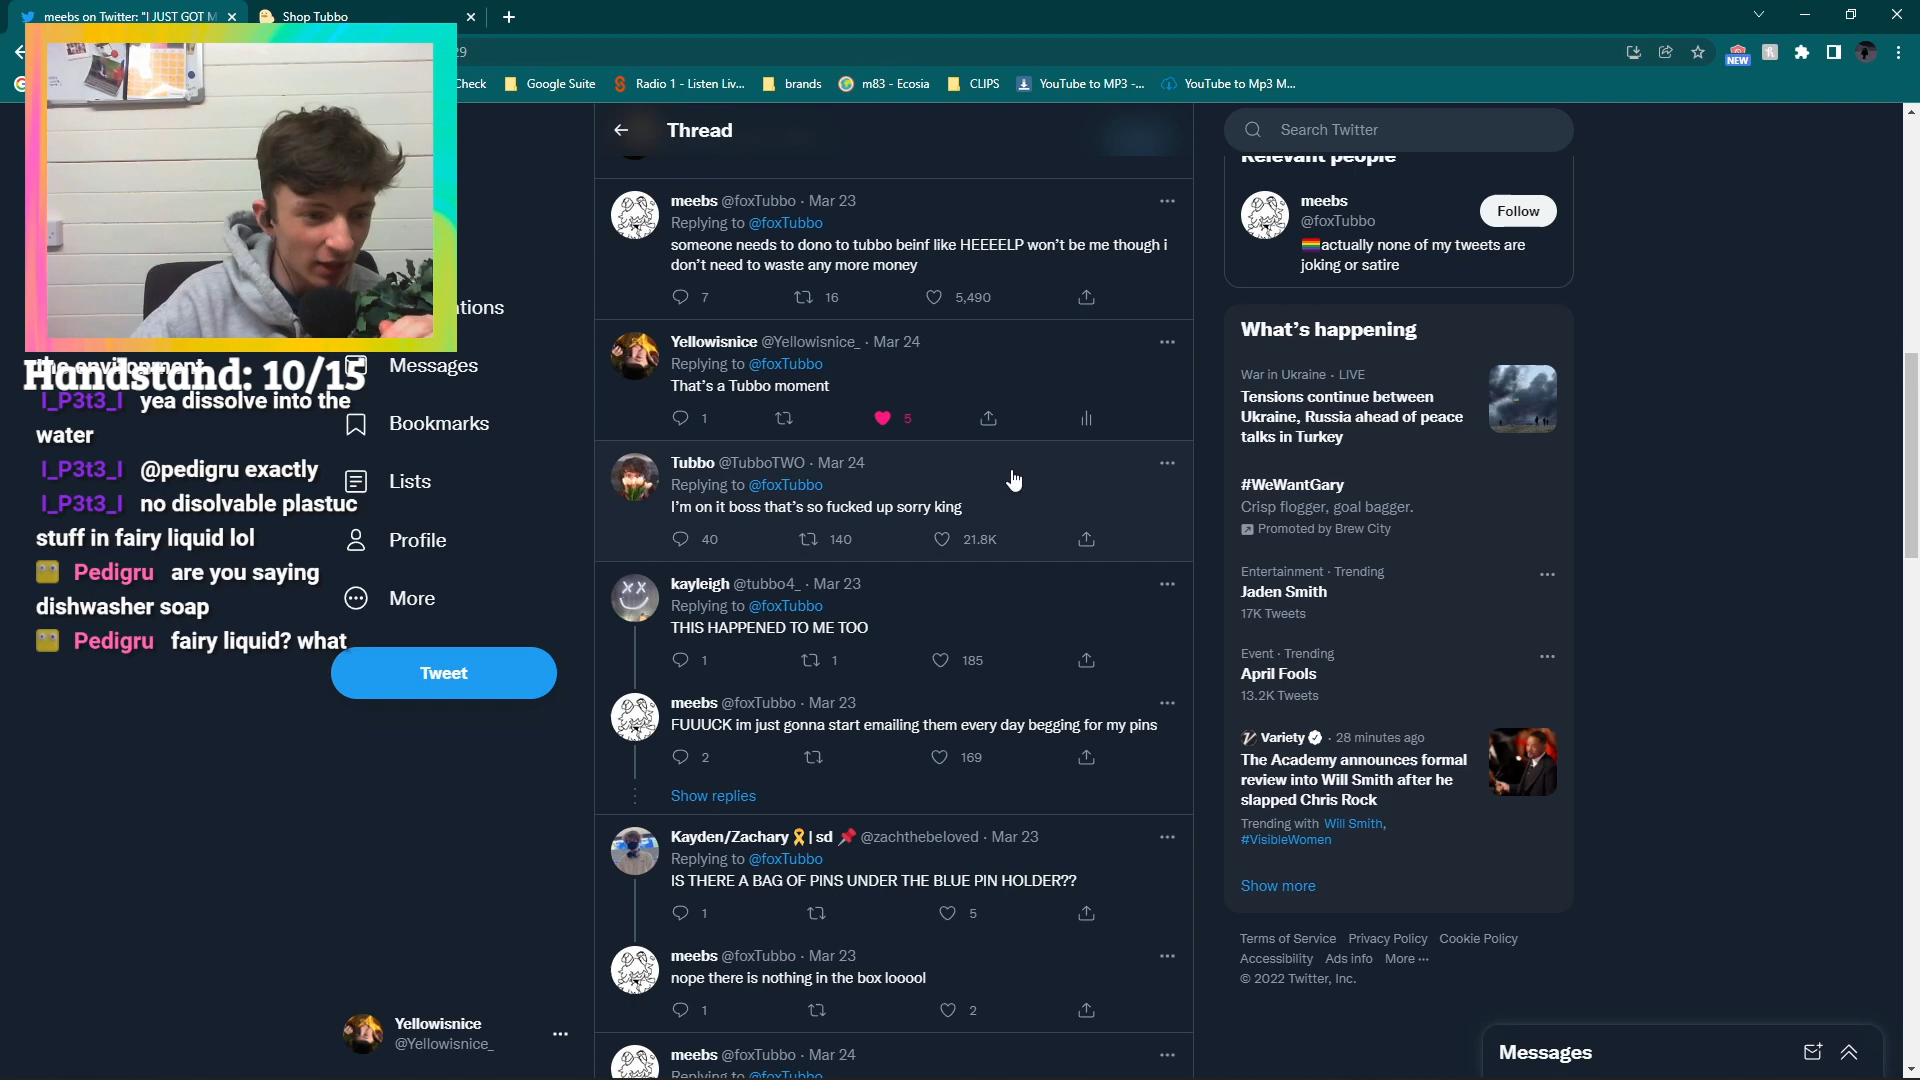 meebs on Twitter: "I JUST GOT M
Shop Tubbo
29
Check
Google Suite
Radio 1 - Listen Liv...
brands
m83 - Ecosia
CLIPS
YouTube to MP3 -...
YouTube to Mp3 M...
NEW
Thread
Search Twitter
Relevant people
meebs
@foxTubbo
Follow
🏳️‍🌈actually none of my tweets are
joking or satire
meebs @foxTubbo · Mar 23
Replying to @foxTubbo
someone needs to dono to tubbo beinf like HEEEELP won't be me though i
don't need to waste any more money
7 16 5,490
Yellowisnice @Yellowisnice_ · Mar 24
Replying to @foxTubbo
That's a Tubbo moment
1 5
Tubbo @TubboTWO · Mar 24
Replying to @foxTubbo
I'm on it boss that's so fucked up sorry king
40 140 21.8K
kayleigh @tubbo4_ · Mar 23
Replying to @foxTubbo
THIS HAPPENED TO ME TOO
1 1 185
meebs @foxTubbo · Mar 23
FUUUCK im just gonna start emailing them every day begging for my pins
2 169
Show replies
Kayden/Zachary🎗️| sd 📌 @zachthebeloved · Mar 23
Replying to @foxTubbo
IS THERE A BAG OF PINS UNDER THE BLUE PIN HOLDER??
1 5
meebs @foxTubbo · Mar 23
nope there is nothing in the box looool
1 2
meebs @foxTubbo · Mar 24
Replying to @foxTubbo
ations
Messages
Bookmarks
Lists
Profile
More
Tweet
Yellowisnice
@Yellowisnice_
the environment
Handstand: 10/15
I_P3t3_I yea dissolve into the
water
I_P3t3_I @pedigru exactly
I_P3t3_I no disolvable plastuc
stuff in fairy liquid lol
Pedigru are you saying
dishwasher soap
Pedigru fairy liquid? what
What's happening
War in Ukraine · LIVE
Tensions continue between
Ukraine, Russia ahead of peace
talks in Turkey
#WeWantGary
Crisp flogger, goal bagger.
Promoted by Brew City
Entertainment · Trending
Jaden Smith
17K Tweets
Event · Trending
April Fools
13.2K Tweets
Variety · 28 minutes ago
The Academy announces formal
review into Will Smith after he
slapped Chris Rock
Trending with Will Smith,
#VisibleWomen
Show more
Terms of Service Privacy Policy Cookie Policy
Accessibility Ads info More ···
© 2022 Twitter, Inc.
Messages